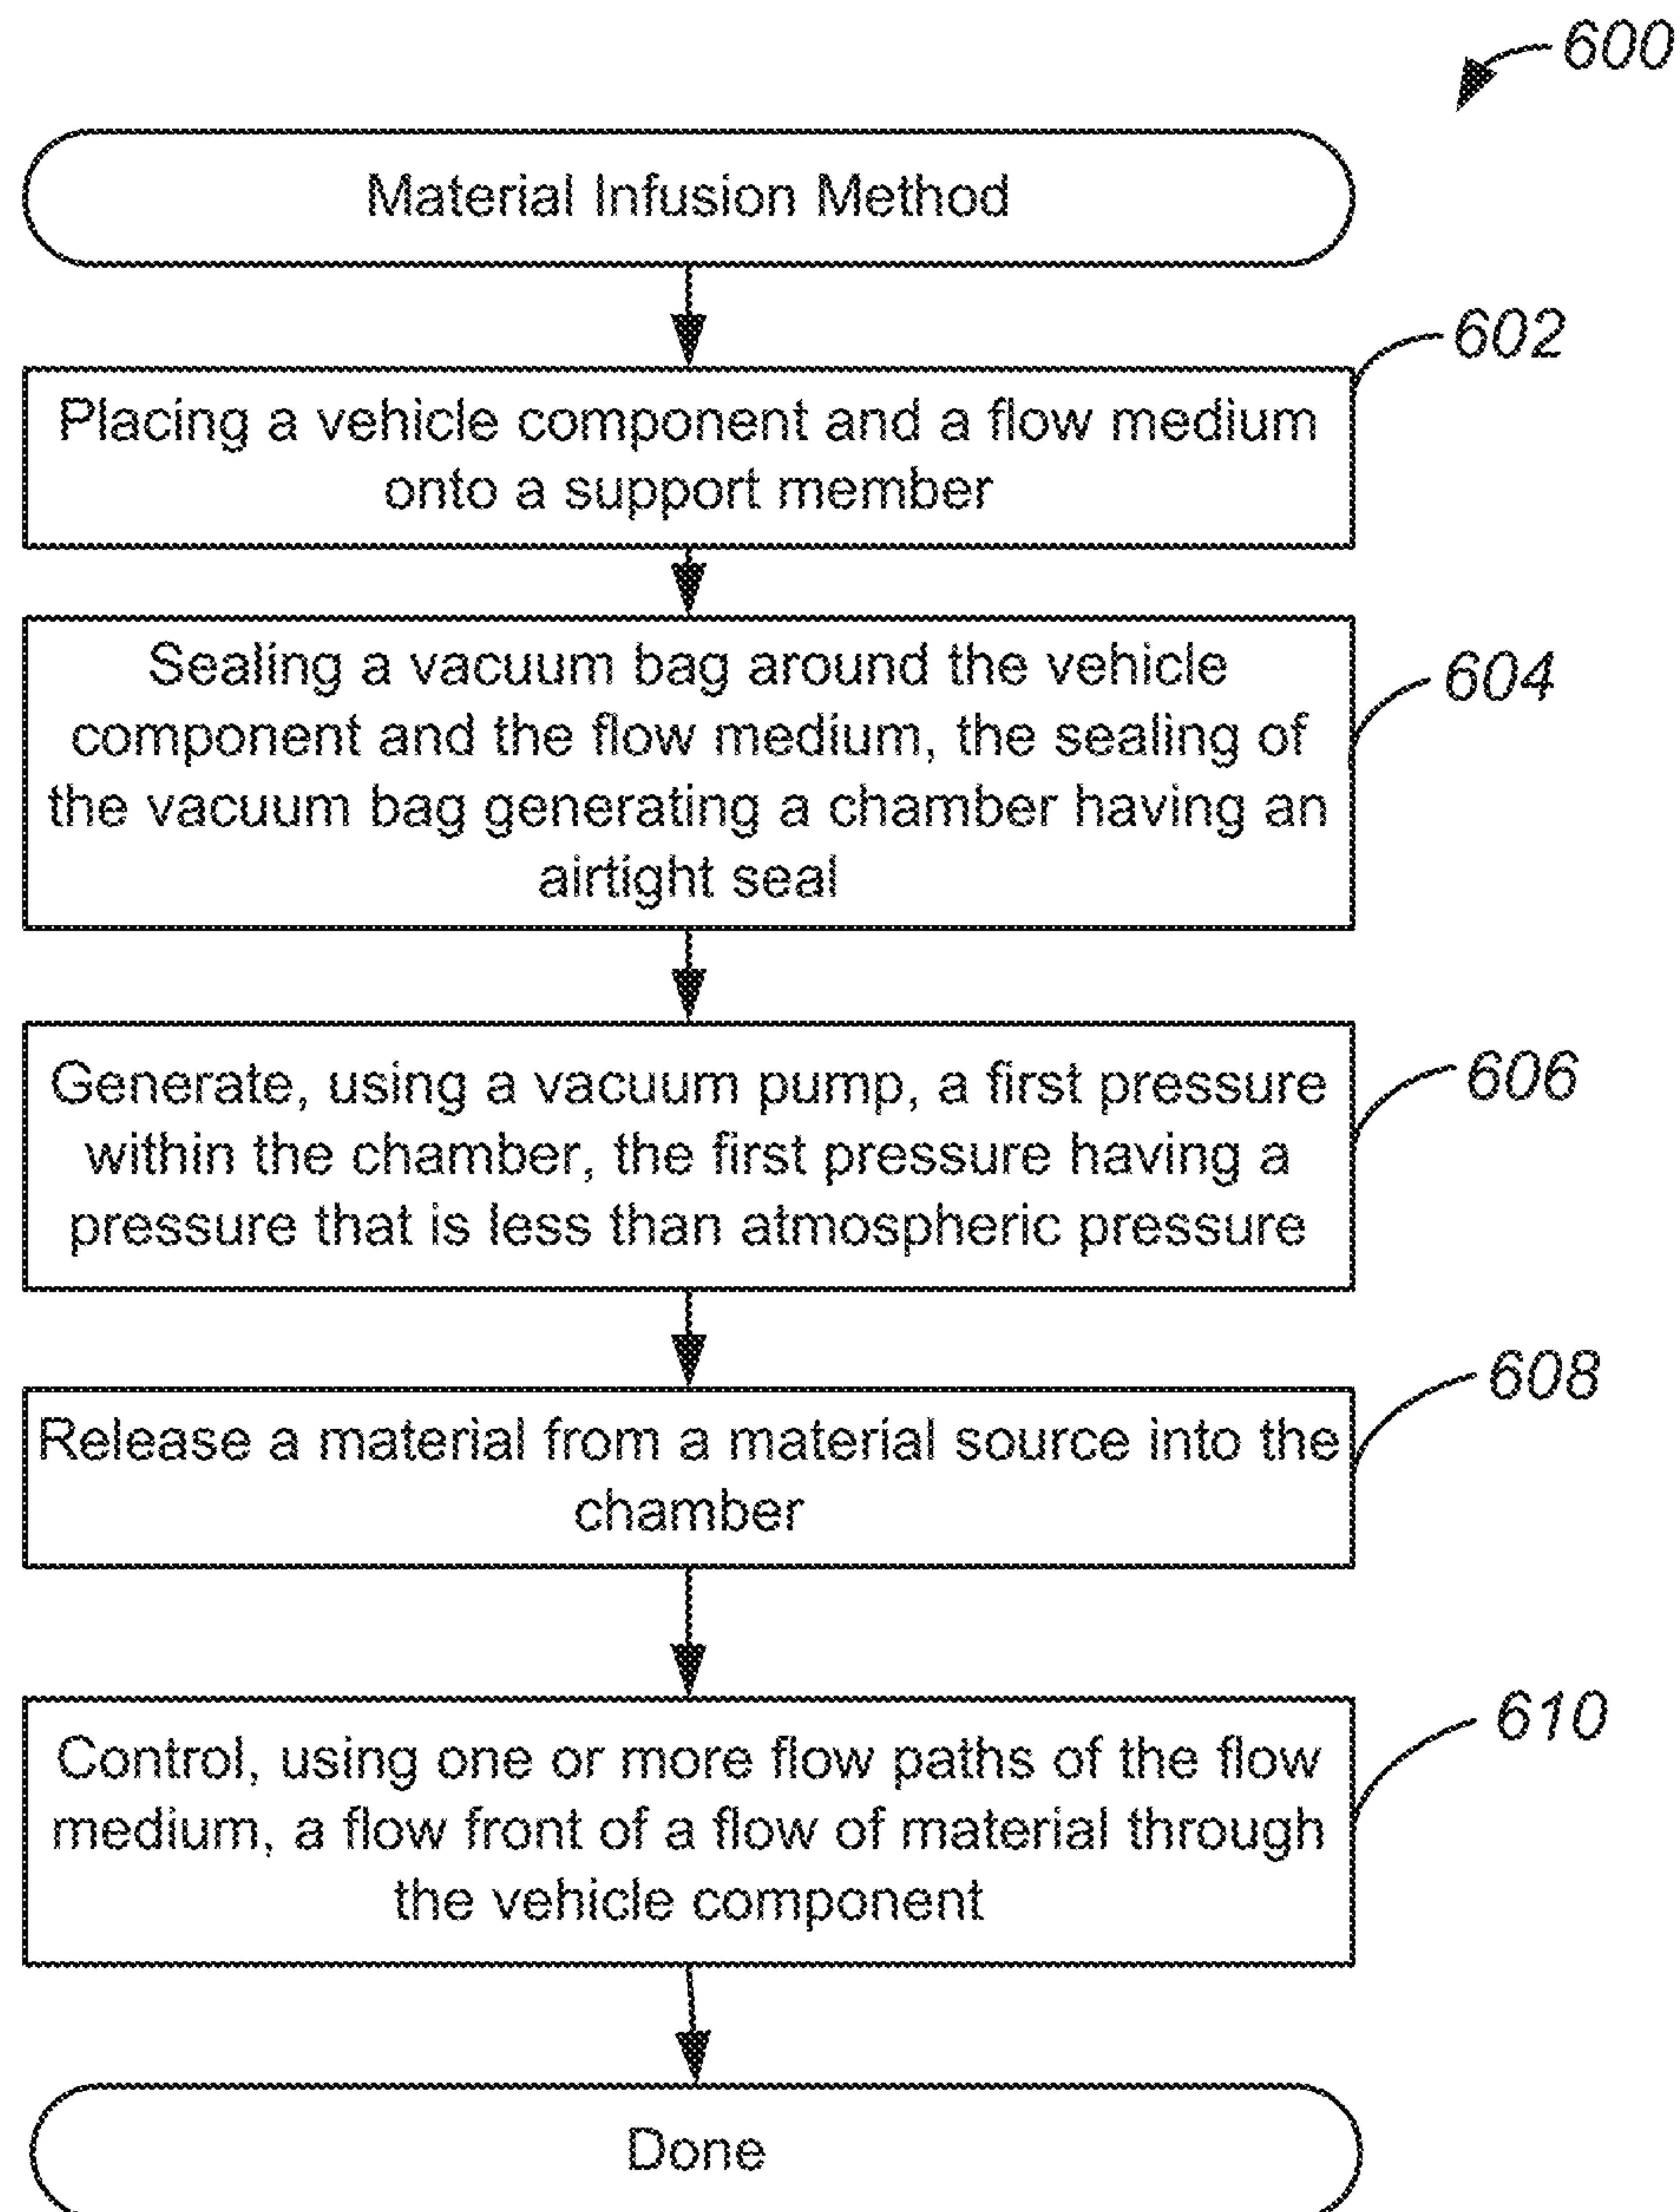 600
Material Infusion Method
602
Placing a vehicle component and a flow medium
onto a support member
604
Sealing a vacuum bag around the vehicle
component and the flow medium, the sealing of
the vacuum bag generating a chamber having an
airtight seal
606
Generate, using a vacuum pump, a first pressure
within the chamber, the first pressure having a
pressure that is less than atmospheric pressure
608
Release a material from a material source into the
chamber
610
Control, using one or more flow paths of the flow
medium, a flow front of a flow of material through
the vehicle component
Done